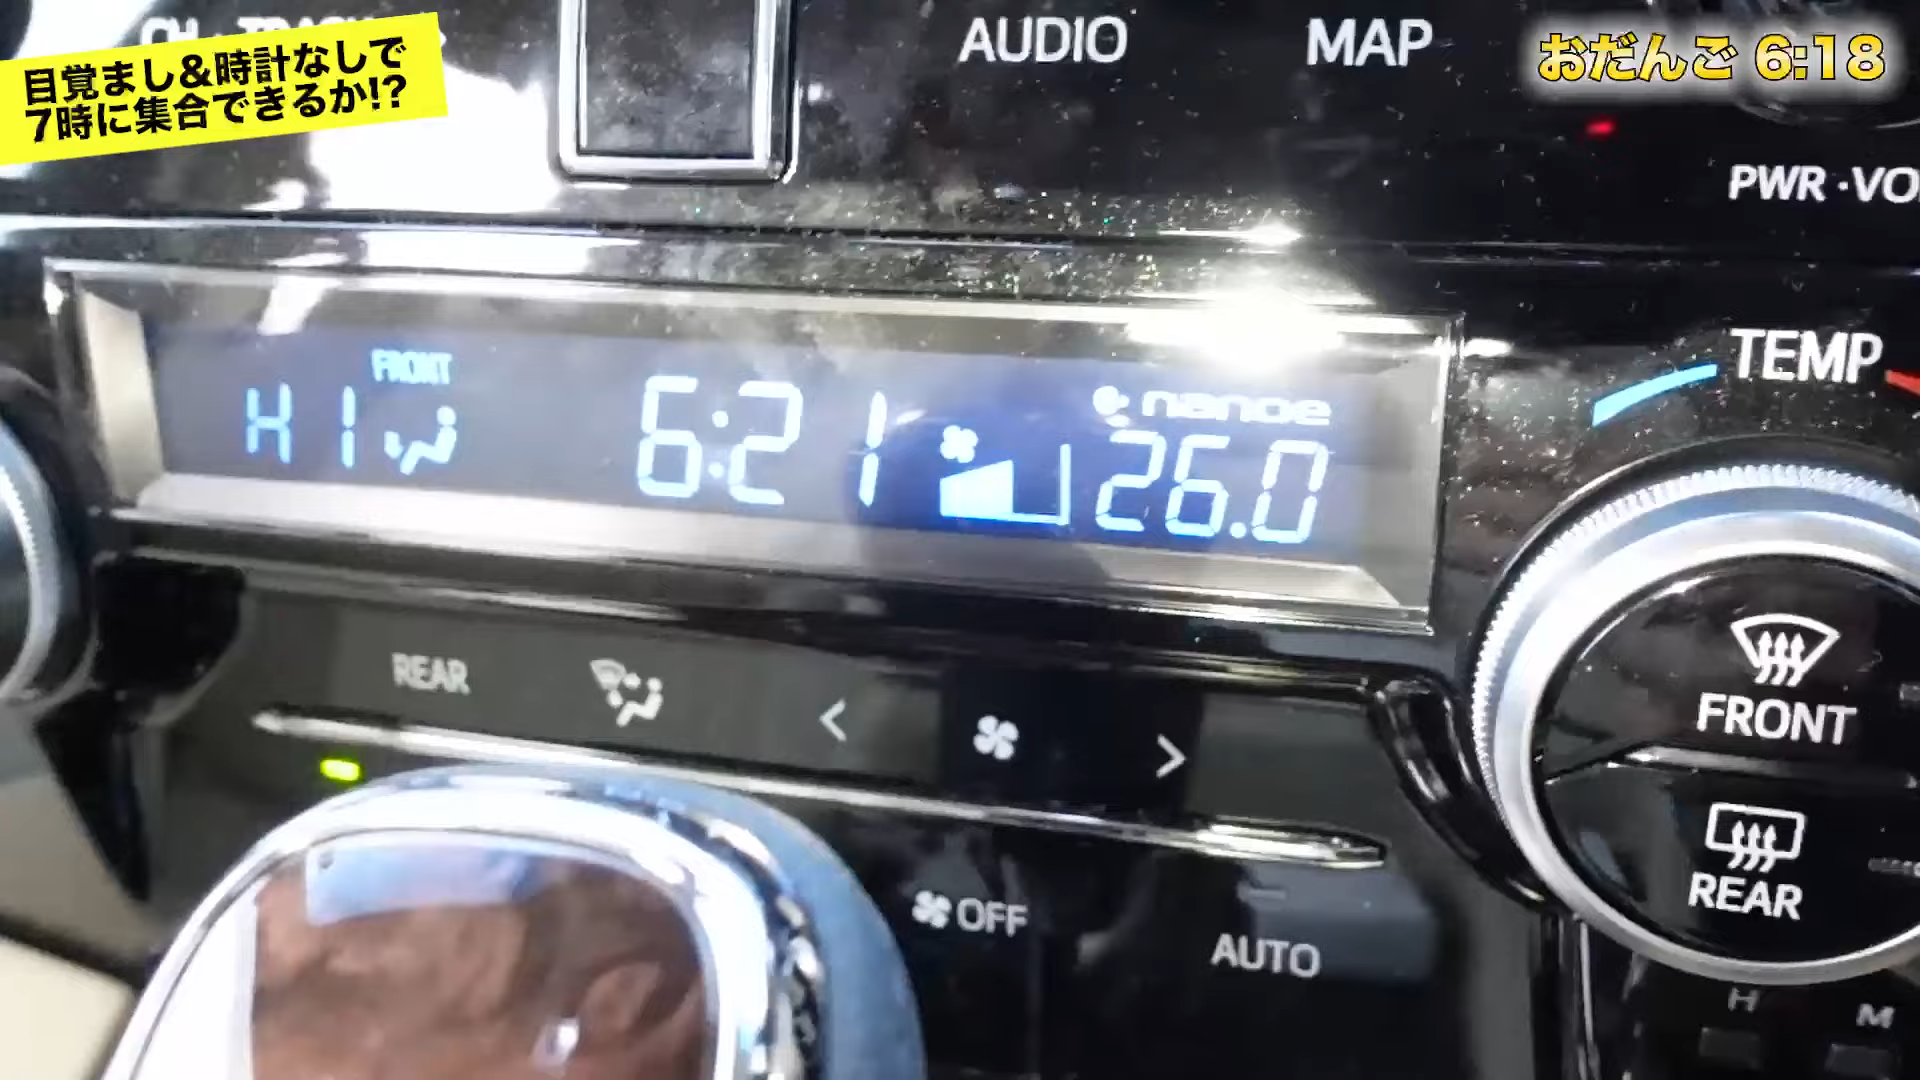 目覚まし&時計なしで
7時に集合できるか!?
おだんご 6:18
AUDIO
MAP
PWR・VO
FRONT
HI
6:21
nanoe
26.0
TEMP
REAR
FRONT
REAR
OFF
AUTO
H
M